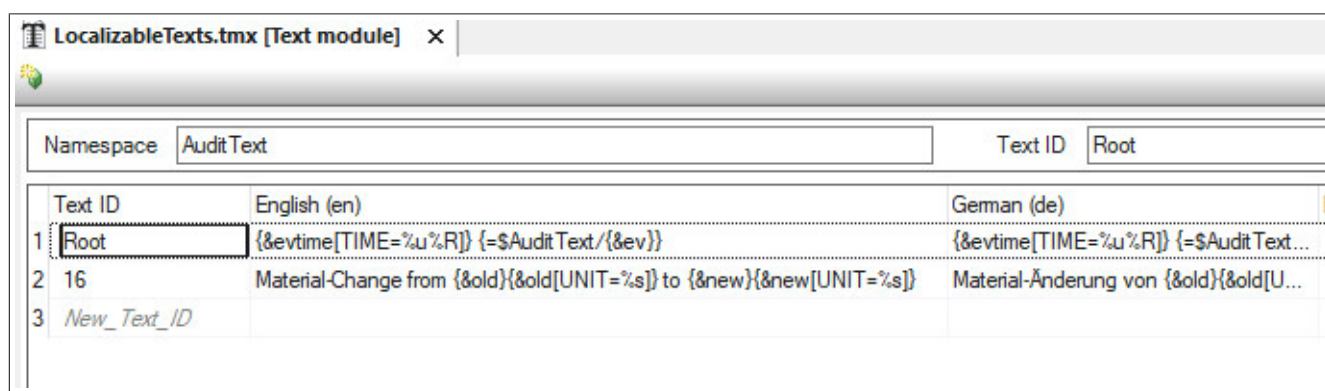 LocalizableTexts.tmx [Text module] ×
Namespace AuditText Text ID Root
Text ID English (en) German (de)
1 Root {&evtime[TIME=%u%R]} {=$AuditText/{&ev}} {&evtime[TIME=%u%R]} {=$AuditText...
2 16 Material-Change from {&old}{&old[UNIT=%s]} to {&new}{&new[UNIT=%s]} Material-Änderung von {&old}{&old[U...
3 New_Text_ID